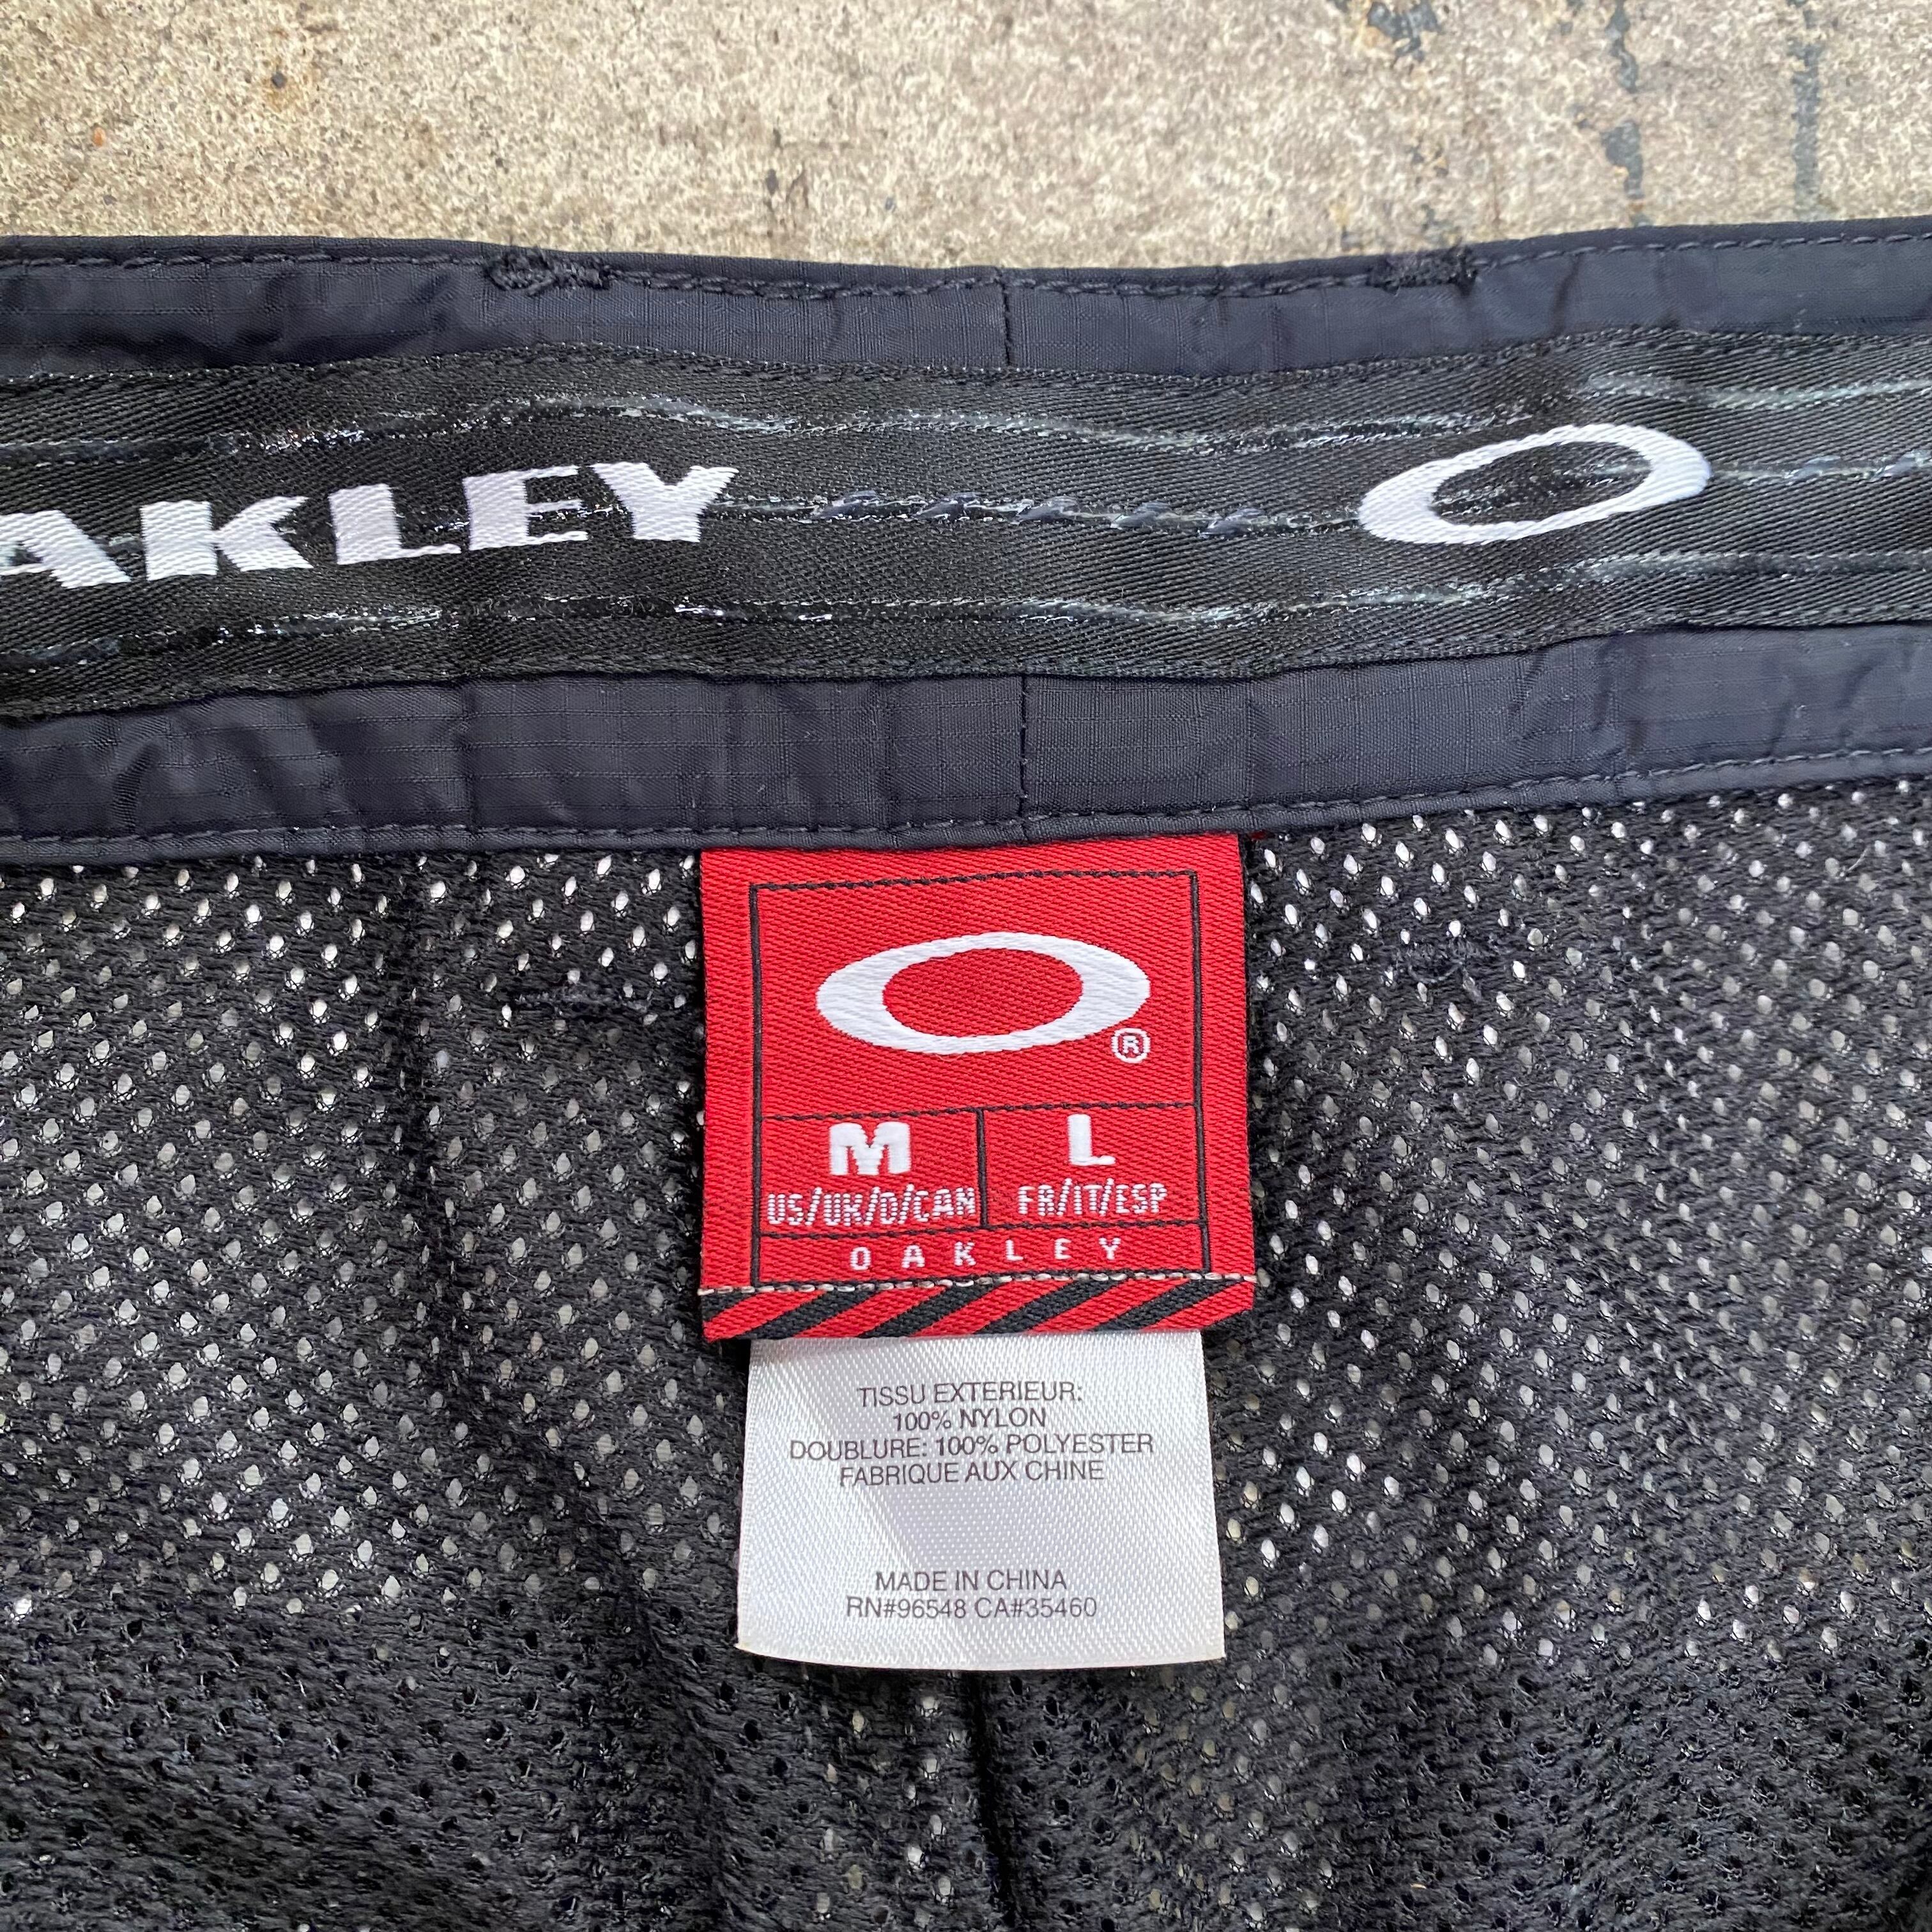 AKLEY
®
M L
US/UK/D/CAN FR/IT/ESP
OAKLEY
TISSU EXTERIEUR:
100% NYLON
DOUBLURE: 100% POLYESTER
FABRIQUE AUX CHINE
MADE IN CHINA
RN#96548 CA#35460